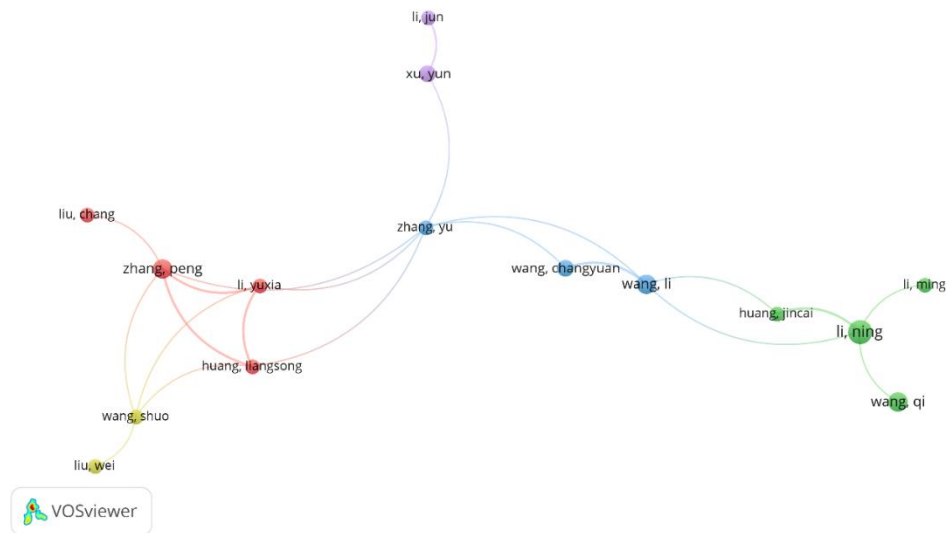 li, jun
xu, yun
liu, chang
zhang, yu
zhang, peng
wang, changyuan
li, yuxia
wang, li
li, ming
huang, jincai
li, ning
huang, liangsong
wang, qi
wang, shuo
liu, wei
VOSviewer